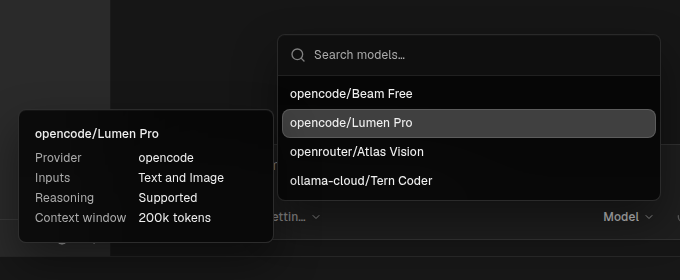 Search models…
opencode/Beam Free
opencode/Lumen Pro
openrouter/Atlas Vision
ollama-cloud/Tern Coder
opencode/Lumen Pro
Provider opencode
Inputs Text and Image
Reasoning Supported
Context window 200k tokens
Model